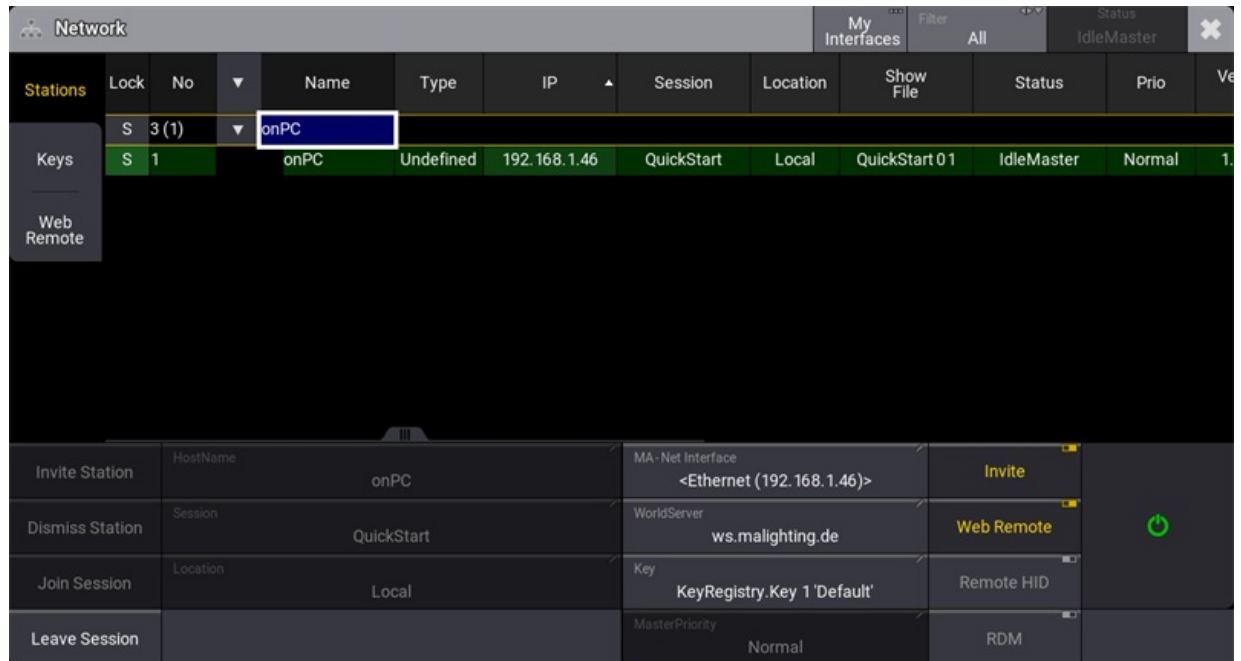 Network
My Interfaces
Filter
All
Status
IdleMaster
Stations
Lock No Name Type IP Session Location Show File Status Prio Ve
S 3 (1) onPC
S 1 onPC Undefined 192.168.1.46 QuickStart Local QuickStart 01 IdleMaster Normal 1.
Keys
Web
Remote
Invite Station
HostName
onPC
MA-Net Interface
<Ethernet (192.168.1.46)>
Invite
Dismiss Station
Session
QuickStart
WorldServer
ws.malighting.de
Web Remote
Join Session
Location
Local
Key
KeyRegistry.Key 1 'Default'
Remote HID
Leave Session
MasterPriority
Normal
RDM